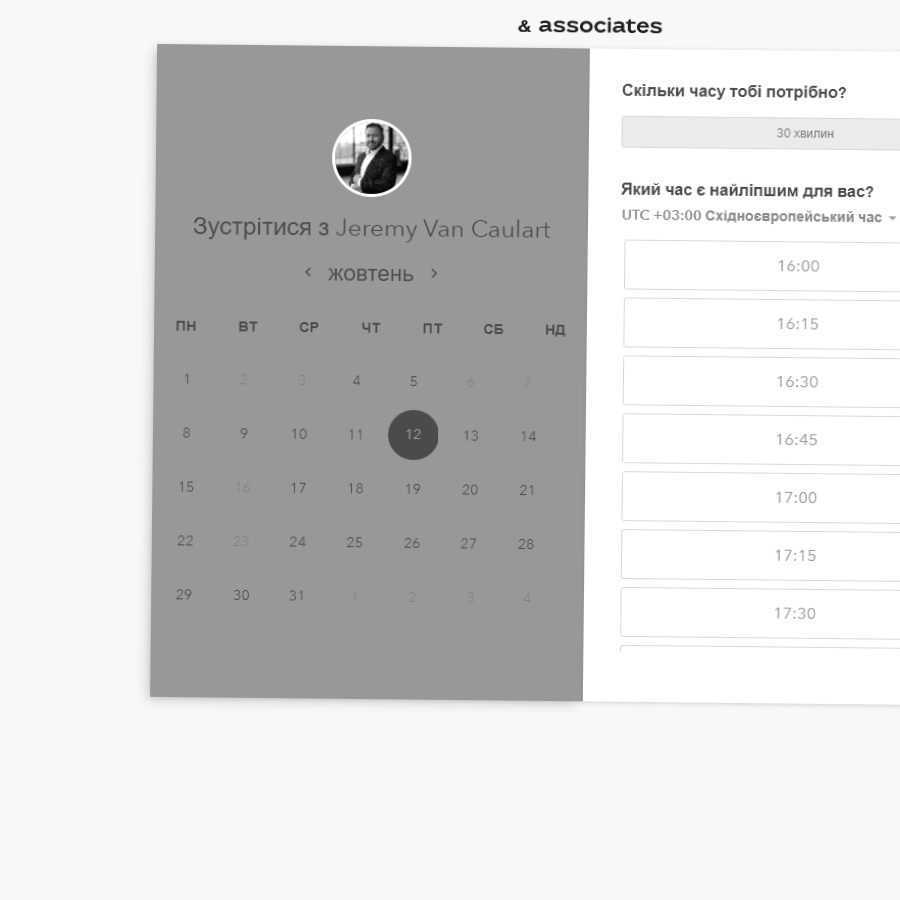 & associates
Зустрітися з Jeremy Van Caulart
жовтень
ПН ВТ СР ЧТ ПТ СБ НД
1 2 3 4 5 6 7
8 9 10 11 12 13 14
15 16 17 18 19 20 21
22 23 24 25 26 27 28
29 30 31 1 2 3 4
Скільки часу тобі потрібно?
30 хвилин
Який час є найліпшим для вас?
UTC +03:00 Східноєвропейський час
16:00
16:15
16:30
16:45
17:00
17:15
17:30